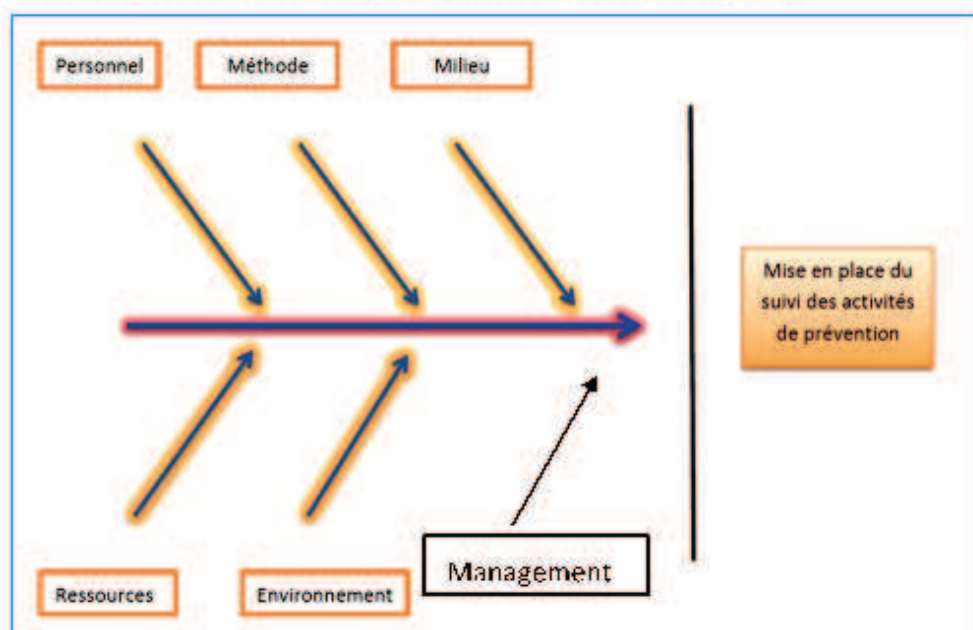 Personnel
Méthode
Milieu
Mise en place du
suivi des activités
de prévention
Ressources
Environnement
Management